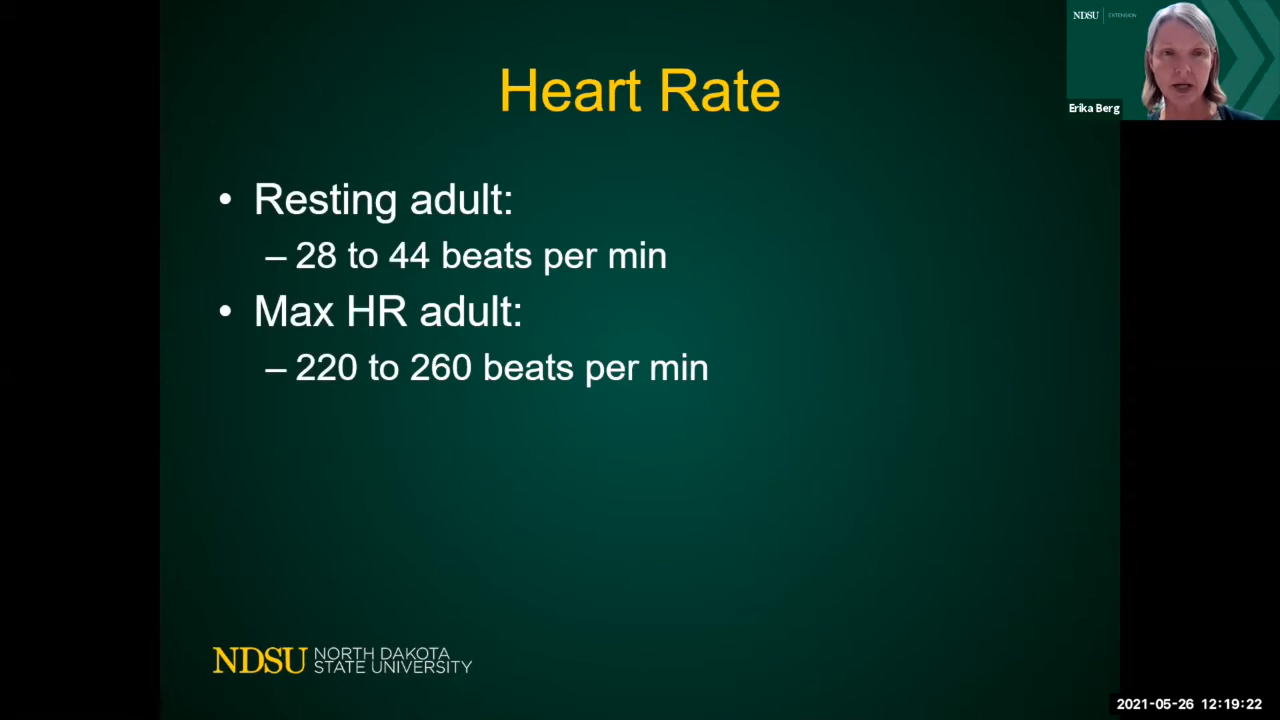 Heart Rate
• Resting adult:
– 28 to 44 beats per min
• Max HR adult:
– 220 to 260 beats per min
NDSU NORTH DAKOTA
STATE UNIVERSITY
NDSU EXTENSION
Erika Berg
2021-05-26 12:19:22